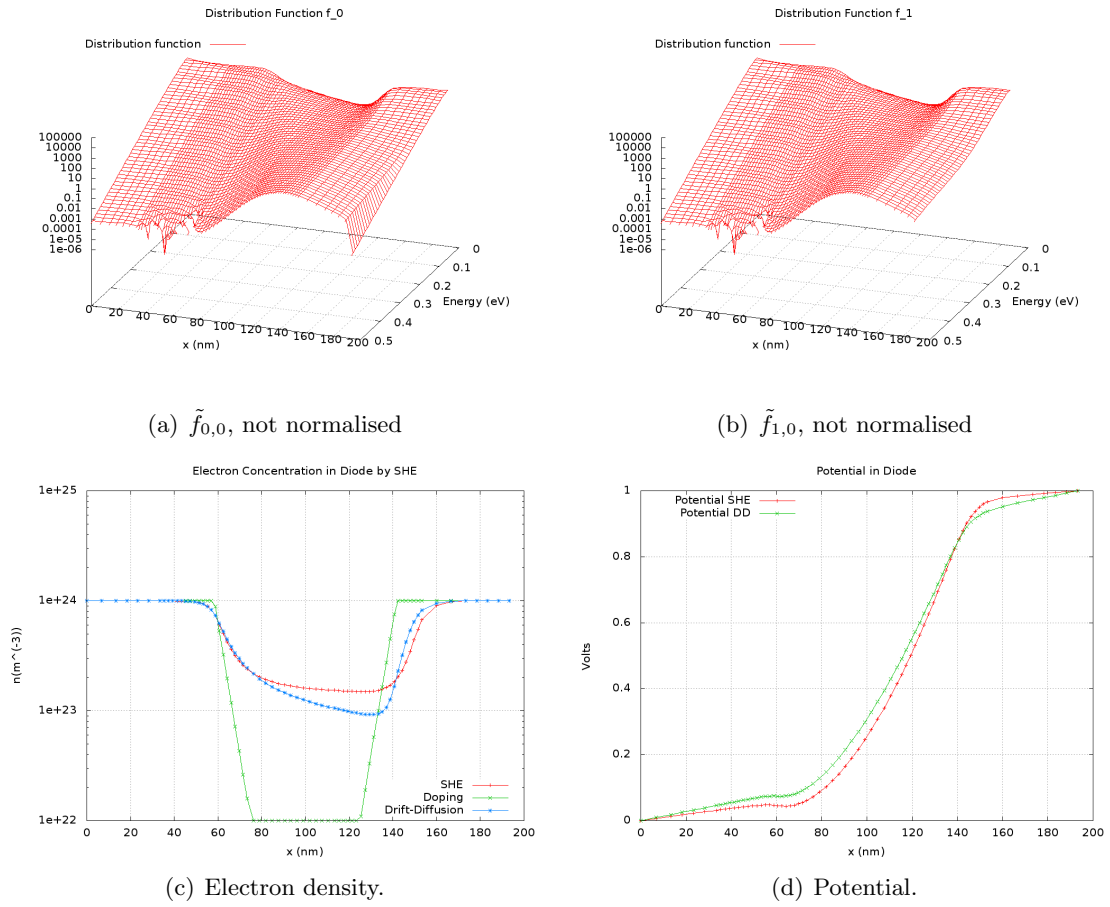 Distribution Function f_0
Distribution function
100000
10000
1000
100
10
1
0.1
0.01
0.001
0.0001
1e-05
1e-06
0 20 40 60 80 100 120 140 160 180 200
x (nm)
0 0.1 0.2 0.3 0.4 0.5
Energy (eV)
(a) f̃0,0, not normalised
Distribution Function f_1
Distribution function
100000
10000
1000
100
10
1
0.1
0.01
0.001
0.0001
1e-05
1e-06
0 20 40 60 80 100 120 140 160 180 200
x (nm)
0 0.1 0.2 0.3 0.4 0.5
Energy (eV)
(b) f̃1,0, not normalised
Electron Concentration in Diode by SHE
1e+25
1e+24
1e+23
1e+22
n(m^(-3))
SHE
Doping
Drift-Diffusion
0 20 40 60 80 100 120 140 160 180 200
x (nm)
(c) Electron density.
Potential in Diode
Potential SHE
Potential DD
1
0.8
0.6
0.4
0.2
0
Volts
0 20 40 60 80 100 120 140 160 180 200
x (nm)
(d) Potential.